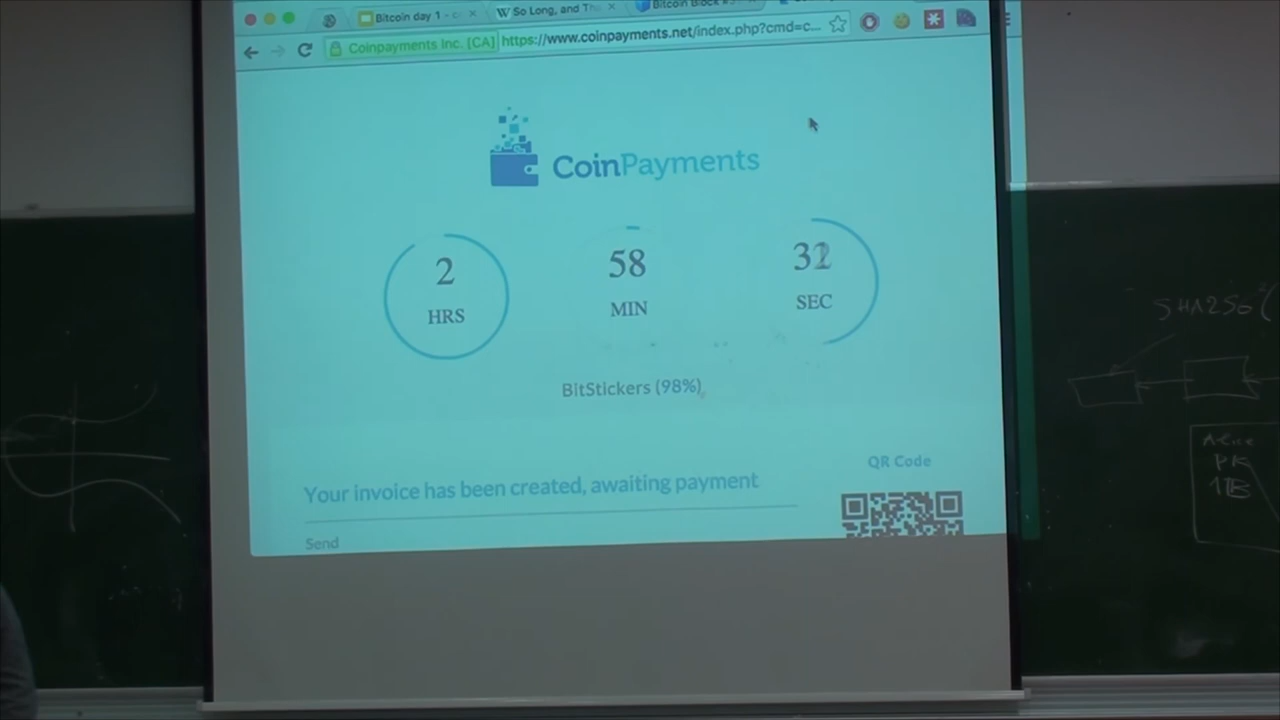 Bitcoin day 1 -
W So Long, and Th
Bitcoin Block #
Coinpayments Inc. [CA] https://www.coinpayments.net/index.php?cmd=c...
CoinPayments
2 58
HRS MIN SEC
BitStickers (98%)
QR Code
Your invoice has been created, awaiting payment
Send
SHA256 (
Alice
PK
1฿